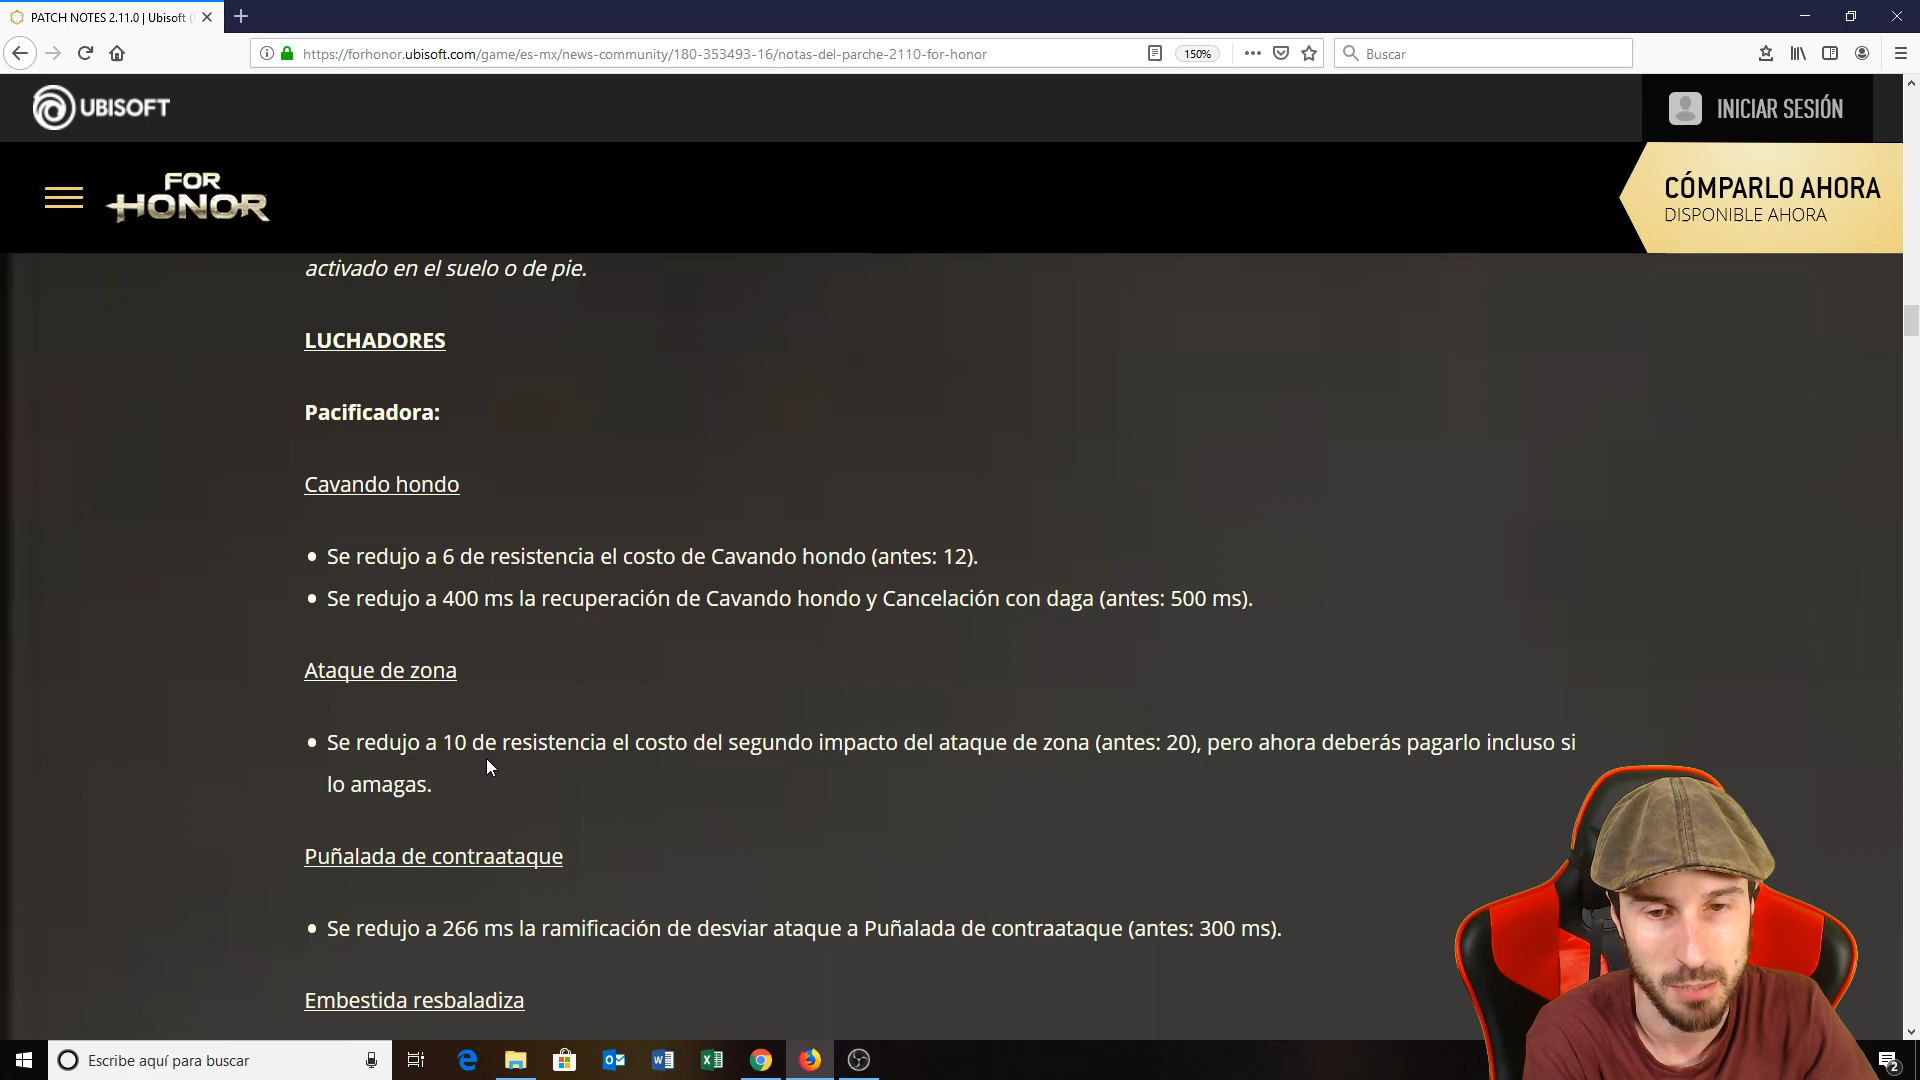 PATCH NOTES 2.11.0 | Ubisoft (
https://forhonor.ubisoft.com/game/es-mx/news-community/180-353493-16/notas-del-parche-2110-for-honor
150%
Buscar
UBISOFT
INICIAR SESIÓN
FOR
HONOR
CÓMPARLO AHORA
DISPONIBLE AHORA
activado en el suelo o de pie.
LUCHADORES
Pacificadora:
Cavando hondo
• Se redujo a 6 de resistencia el costo de Cavando hondo (antes: 12).
• Se redujo a 400 ms la recuperación de Cavando hondo y Cancelación con daga (antes: 500 ms).
Ataque de zona
• Se redujo a 10 de resistencia el costo del segundo impacto del ataque de zona (antes: 20), pero ahora deberás pagarlo incluso si
lo amagas.
Puñalada de contraataque
• Se redujo a 266 ms la ramificación de desviar ataque a Puñalada de contraataque (antes: 300 ms).
Embestida resbaladiza
Escribe aquí para buscar
2